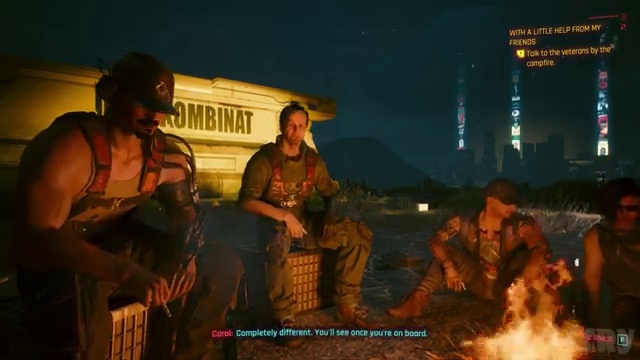 WITH A LITTLE HELP FROM MY
FRIENDS
Talk to the veterans by the
campfire.
KOMBINAT
Carol: Completely different. You'll see once you're on board.
P